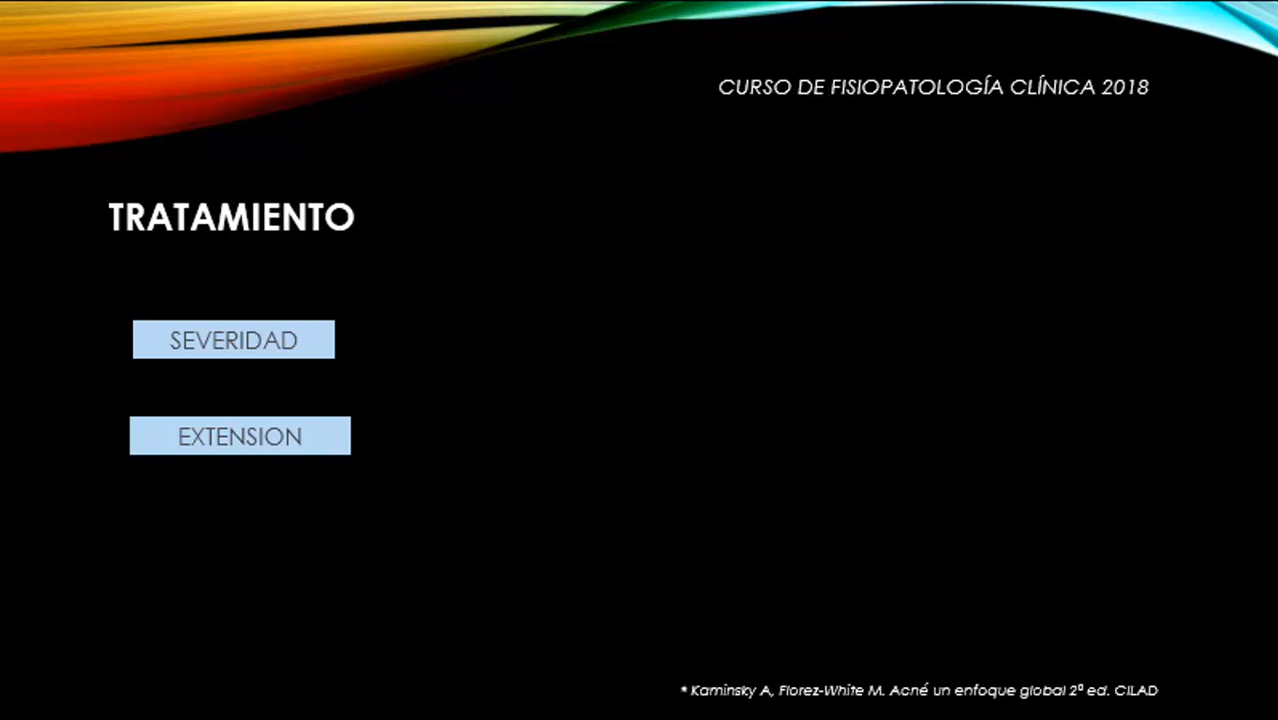 CURSO DE FISIOPATOLOGÍA CLÍNICA 2018
TRATAMIENTO
SEVERIDAD
EXTENSION
* Kaminsky A, Florez-White M. Acné un enfoque global 2ª ed. CILAD